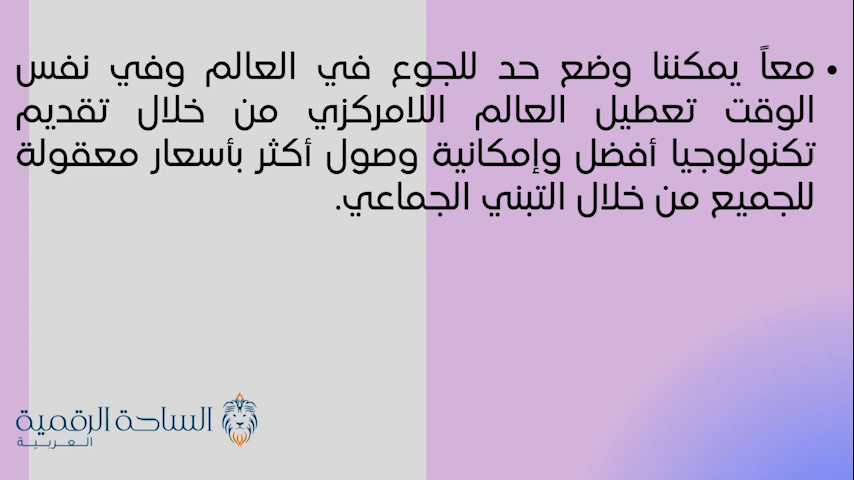 • معاً يمكننا وضع حد للجوع في العالم وفي نفس
الوقت تعطيل العالم اللامركزي من خلال تقديم
تكنولوجيا أفضل وإمكانية وصول أكثر بأسعار معقولة
للجميع من خلال التبني الجماعي.
الساحة الرقمية
العربية